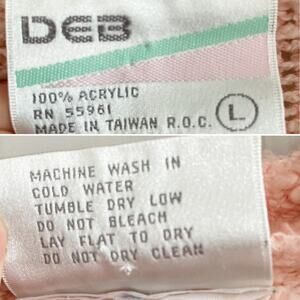 DEB
100% ACRYLIC
RN 55961
MADE IN TAIWAN R.O.C. L
MACHINE WASH IN
COLD WATER
TUMBLE DRY LOW
DO NOT BLEACH
LAY FLAT TO DRY
DO NOT DRY CLEAN